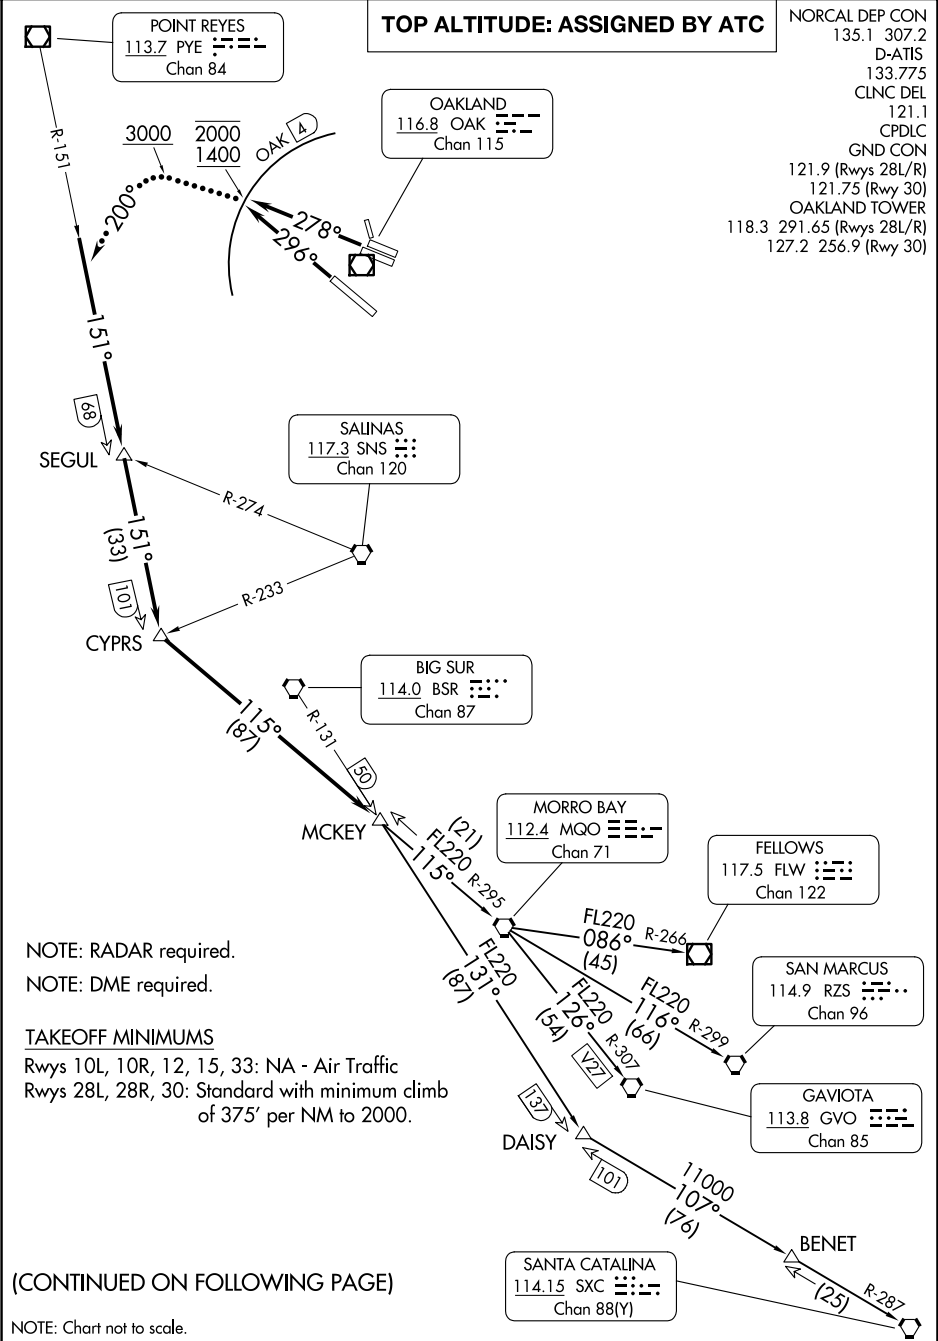 TOP ALTITUDE: ASSIGNED BY ATC
NORCAL DEP CON
135.1 307.2
D-ATIS
133.775
CLNC DEL
121.1
CPDLC
GND CON
121.9 (Rwys 28L/R)
121.75 (Rwy 30)
OAKLAND TOWER
118.3 291.65 (Rwys 28L/R)
127.2 256.9 (Rwy 30)
POINT REYES
113.7 PYE
Chan 84
OAKLAND
116.8 OAK
Chan 115
R-151
3000
2000
1400
OAK 4
200°
278°
296°
151°
68
SEGUL
SALINAS
117.3 SNS
Chan 120
R-274
151°
(33)
R-233
101
CYPRS
BIG SUR
114.0 BSR
Chan 87
115°
(87)
R-131
50
MCKEY
(21)
FL220
115°
R-295
MORRO BAY
112.4 MQO
Chan 71
FELLOWS
117.5 FLW
Chan 122
FL220
086°
(45)
R-266
SAN MARCUS
114.9 RZS
Chan 96
FL220
116°
(66)
R-299
FL220
126°
(54)
R-307
V27
FL220
131°
(87)
GAVIOTA
113.8 GVO
Chan 85
NOTE: RADAR required.
NOTE: DME required.
TAKEOFF MINIMUMS
Rwys 10L, 10R, 12, 15, 33: NA - Air Traffic
Rwys 28L, 28R, 30: Standard with minimum climb
of 375' per NM to 2000.
137
DAISY
101
11000
107°
(76)
BENET
SANTA CATALINA
114.15 SXC
Chan 88(Y)
(25)
R-287
(CONTINUED ON FOLLOWING PAGE)
NOTE: Chart not to scale.